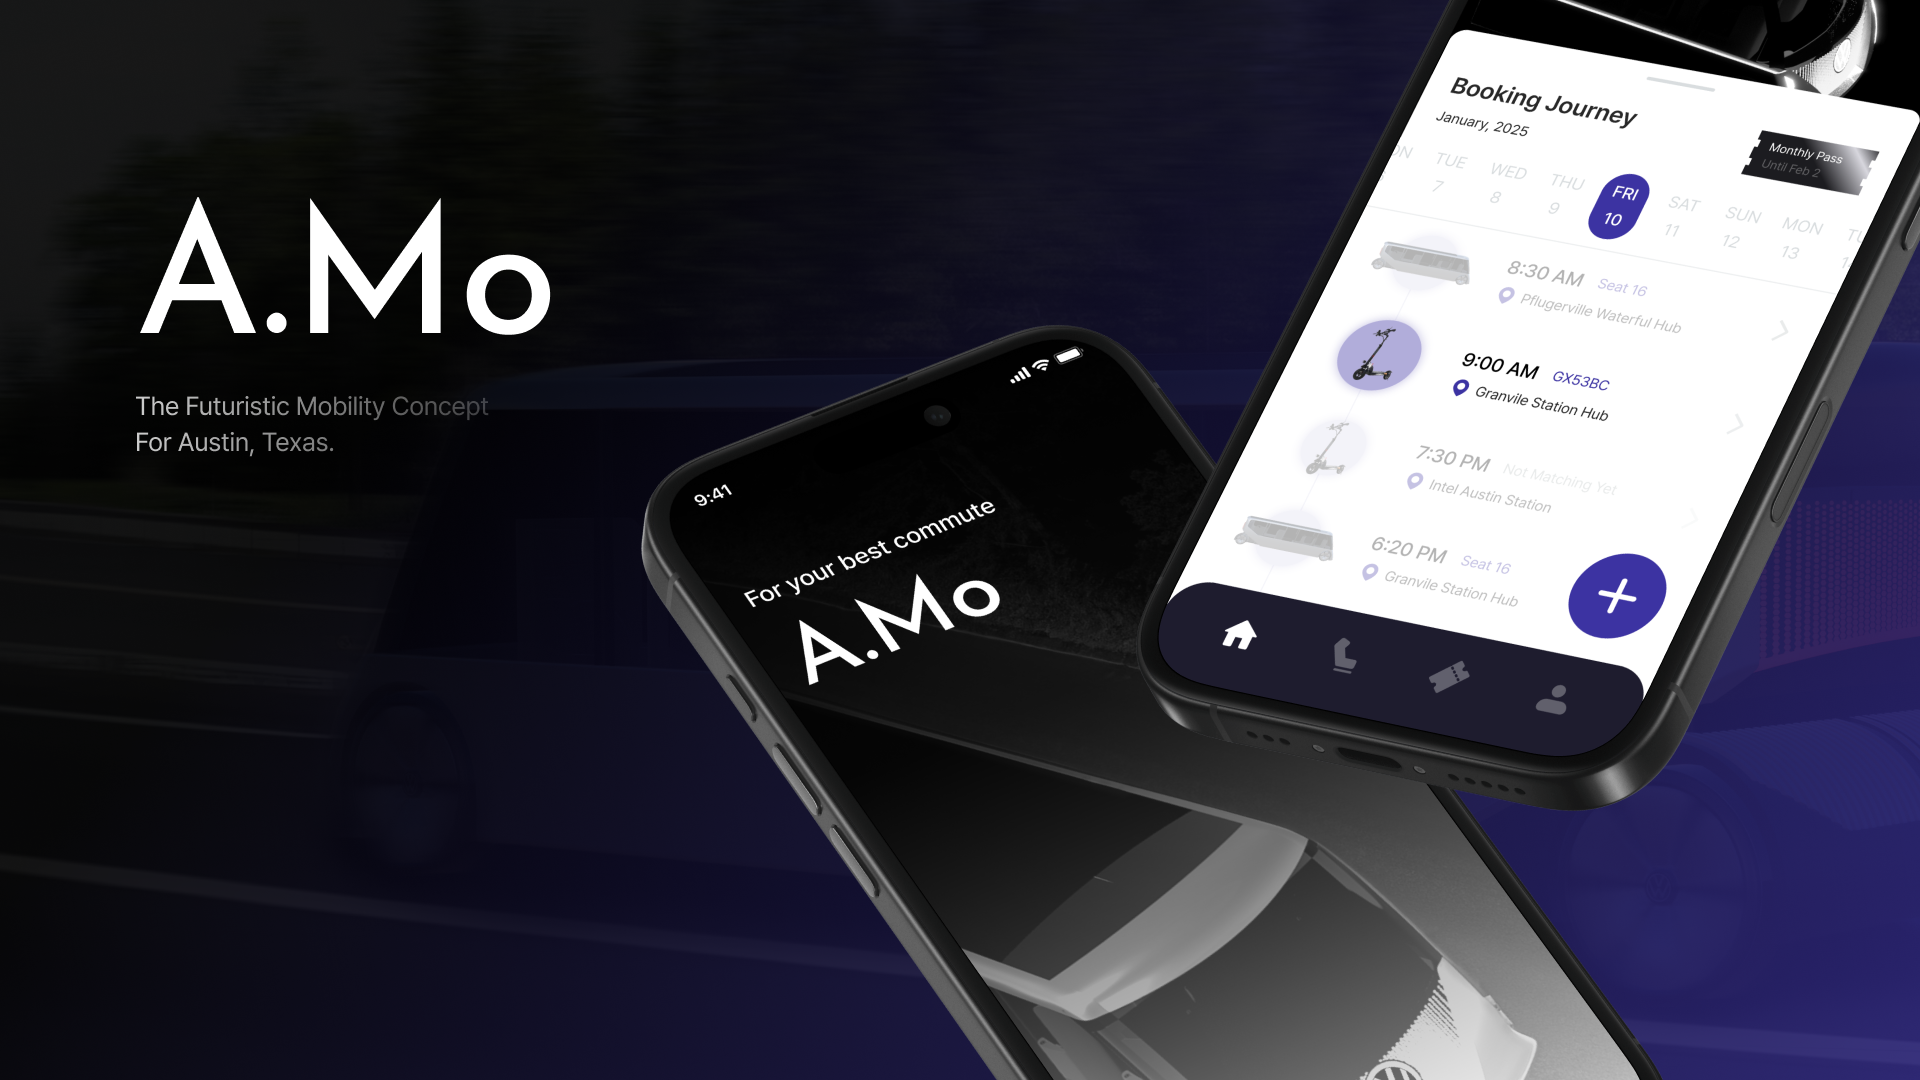 A.Mo
The Futuristic Mobility Concept
For Austin, Texas.
9:41
For your best commute
A.Mo
Booking Journey
January, 2025
Monthly Pass
Until Feb 2
TUE WED THU FRI SAT SUN MON
7 8 9 10 11 12 13
8:30 AM Seat 16
Pflugerville Waterful Hub
9:00 AM GX53BC
Granvile Station Hub
7:30 PM Not Matching Yet
Intel Austin Station
6:20 PM Seat 16
Granvile Station Hub